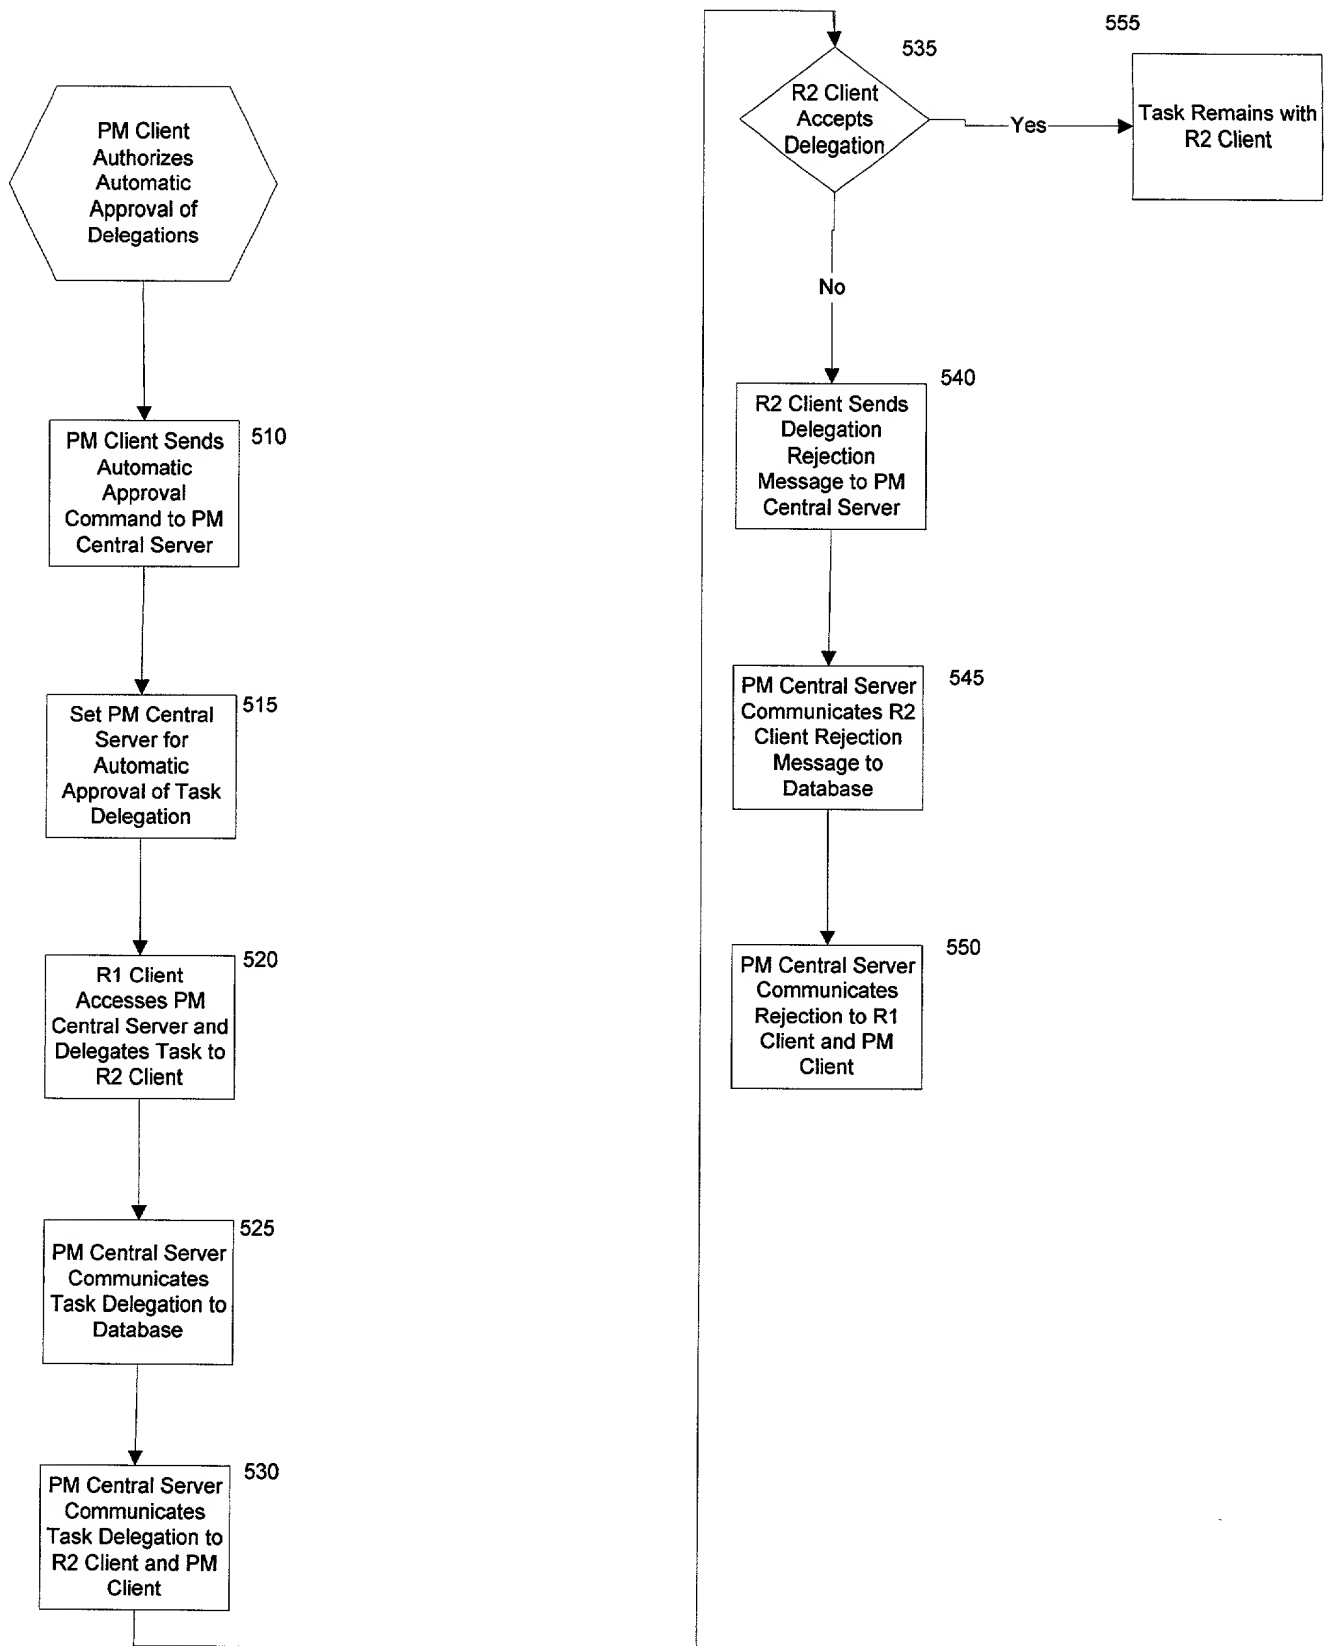 PM Client
Authorizes
Automatic
Approval of
Delegations
510
PM Client Sends
Automatic
Approval
Command to PM
Central Server
515
Set PM Central
Server for
Automatic
Approval of Task
Delegation
520
R1 Client
Accesses PM
Central Server and
Delegates Task to
R2 Client
525
PM Central Server
Communicates
Task Delegation to
Database
530
PM Central Server
Communicates
Task Delegation to
R2 Client and PM
Client
535
R2 Client
Accepts
Delegation
Yes
555
Task Remains with
R2 Client
No
540
R2 Client Sends
Delegation
Rejection
Message to PM
Central Server
545
PM Central Server
Communicates R2
Client Rejection
Message to
Database
550
PM Central Server
Communicates
Rejection to R1
Client and PM
Client